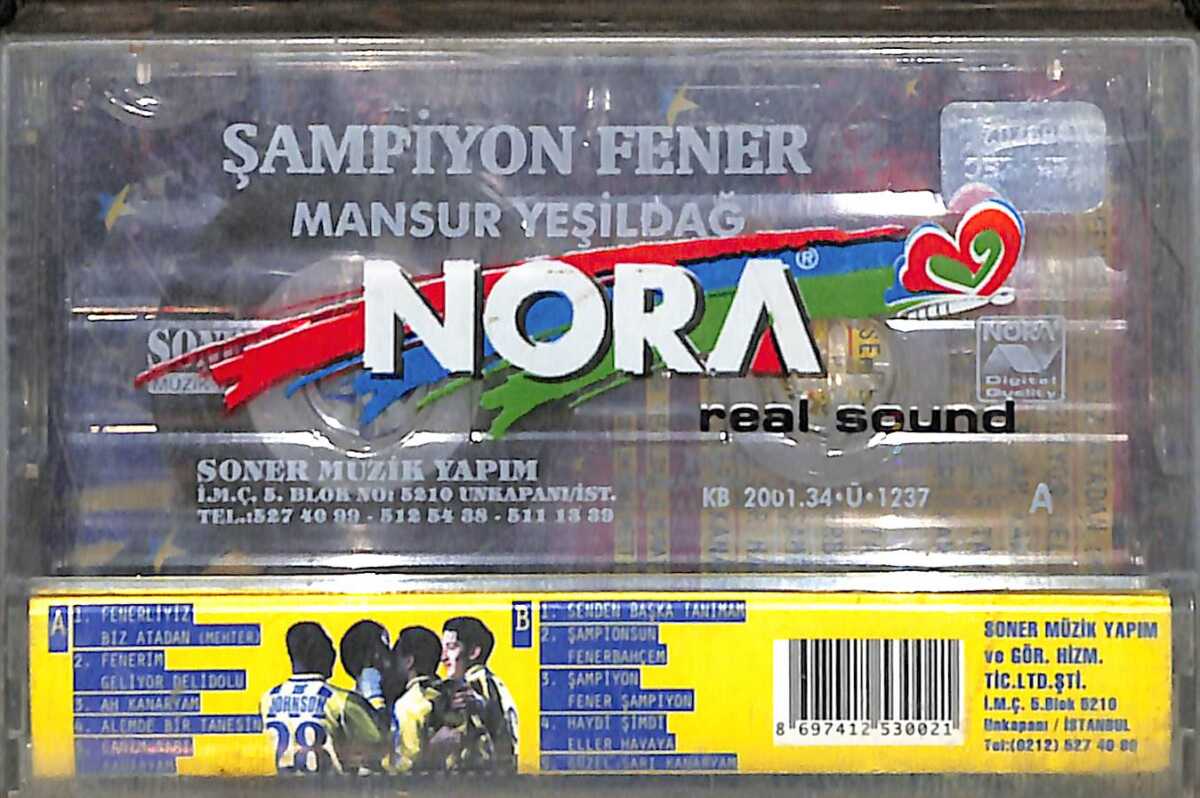 ŞAMPİYON FENER
MANSUR YEŞİLDAĞ
NORA®
real sound
NORA
Digital
Quality
SONER MÜZİK YAPIM
İ.M.Ç. 5. BLOK NO: 5210 UNKAPANI/İST.
TEL.:527 40 99 - 512 54 38 - 511 13 39
KB 2001.34.Ü.1237
A
A
1. FENERLİYİZ
BİZ ATADAN (MEHTER)
2. FENERİM
GELİYOR DELİDOLU
3. AH KANARYAM
4. ALEMDE BİR TANESİN
KANARYAM
JOHNSON
28
B
1. SENDEN BAŞKA TANIMAM
2. ŞAMPİONSUN
FENERBAHÇEM
3. ŞAMPİYON
FENER ŞAMPİYON
4. HAYDİ ŞİMDİ
ELLER HAVAYA
GÜZEL SARI KANARYAM
8 697412 530021
SONER MÜZİK YAPIM
ve GÖR. HİZM.
TİC.LTD.ŞTİ.
İ.M.Ç. 5.Blok 5210
Unkapanı / İSTANBUL
Tel:(0212) 527 40 99